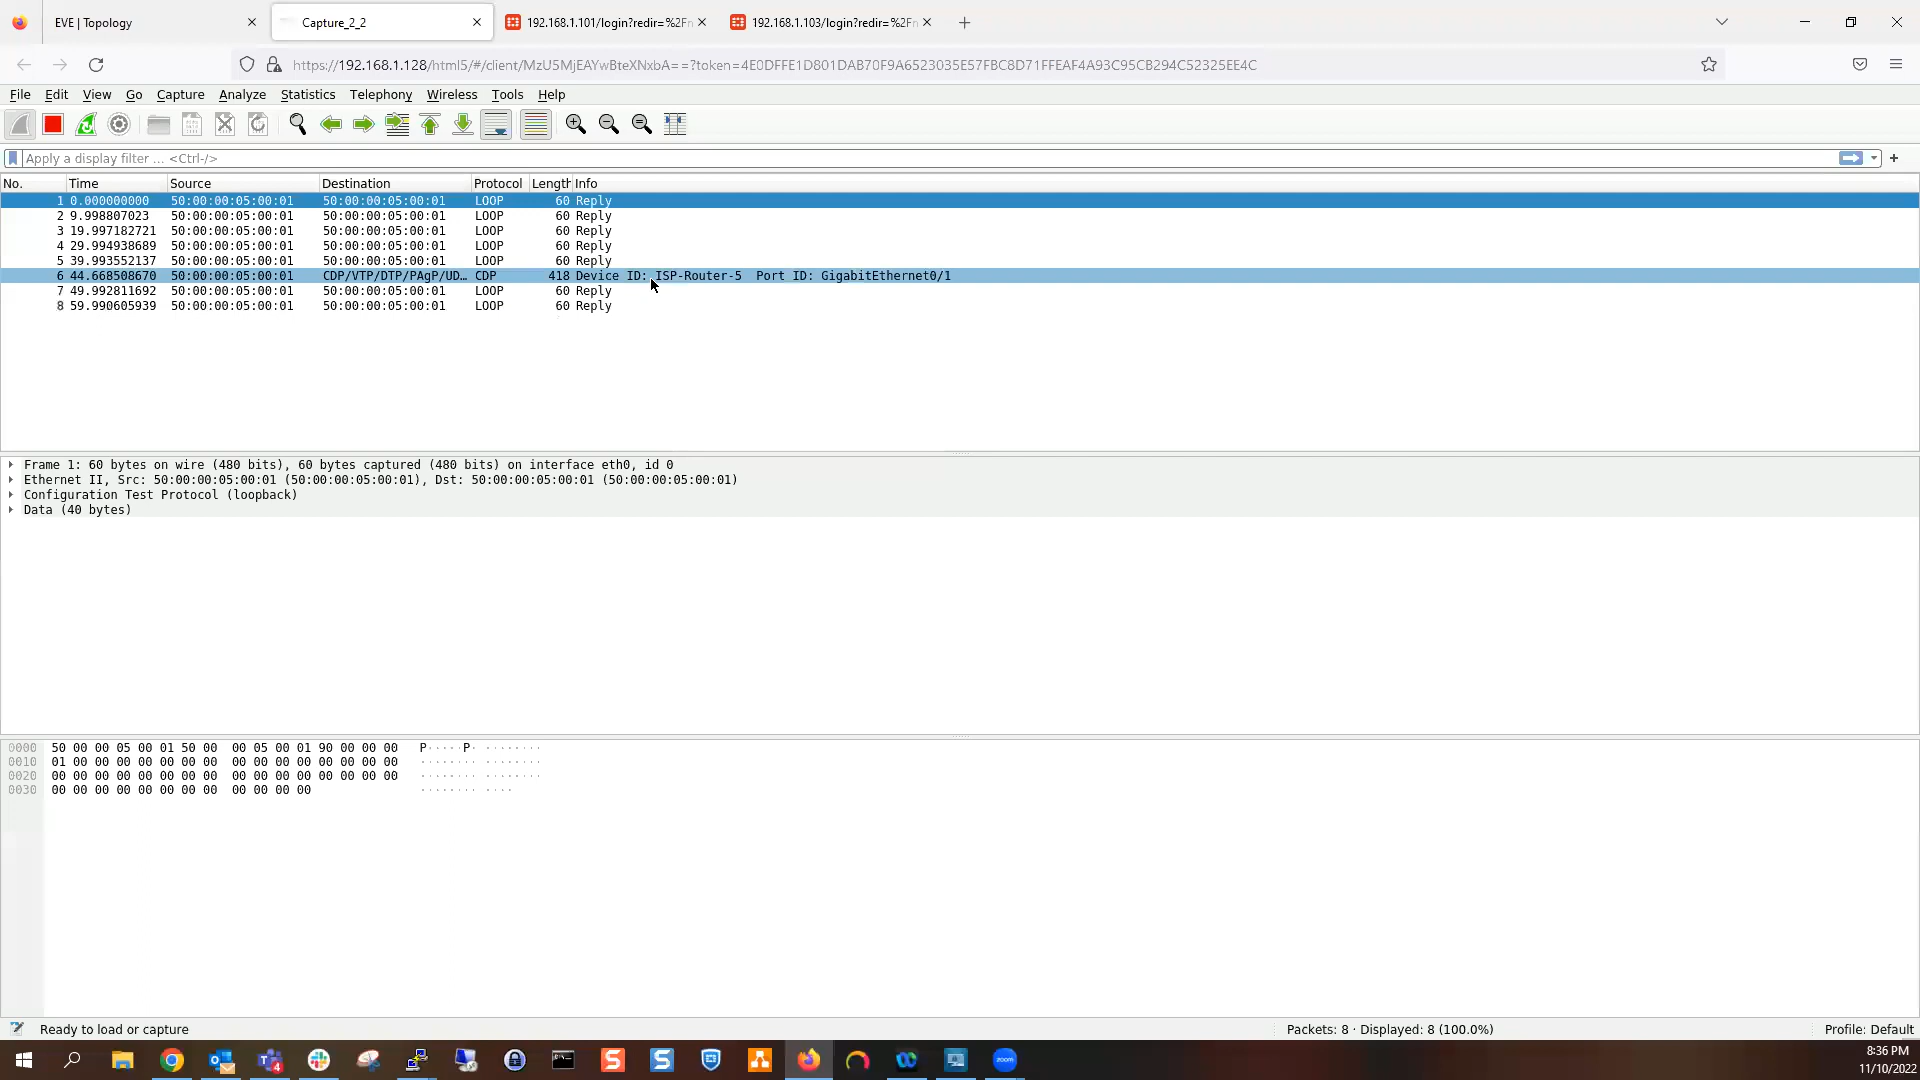 EVE | Topology
Capture_2_2
192.168.1.101/login?redir=%2Fn
192.168.1.103/login?redir=%2Fn
https://192.168.1.128/html5/#/client/MzU5MjEAYwBteXNxbA==?token=4E0DFFE1D801DAB70F9A6523035E57FBC8D71FFEAF4A93C95CB294C52325EE4C
File Edit View Go Capture Analyze Statistics Telephony Wireless Tools Help
Apply a display filter ... <Ctrl-/>
No. Time Source Destination Protocol Length Info
1 0.000000000 50:00:00:05:00:01 50:00:00:05:00:01 LOOP 60 Reply
2 9.998807023 50:00:00:05:00:01 50:00:00:05:00:01 LOOP 60 Reply
3 19.997182721 50:00:00:05:00:01 50:00:00:05:00:01 LOOP 60 Reply
4 29.994938689 50:00:00:05:00:01 50:00:00:05:00:01 LOOP 60 Reply
5 39.993552137 50:00:00:05:00:01 50:00:00:05:00:01 LOOP 60 Reply
6 44.668508670 50:00:00:05:00:01 CDP/VTP/DTP/PAgP/UD… CDP 418 Device ID: ISP-Router-5 Port ID: GigabitEthernet0/1
7 49.992811692 50:00:00:05:00:01 50:00:00:05:00:01 LOOP 60 Reply
8 59.990605939 50:00:00:05:00:01 50:00:00:05:00:01 LOOP 60 Reply
Frame 1: 60 bytes on wire (480 bits), 60 bytes captured (480 bits) on interface eth0, id 0
Ethernet II, Src: 50:00:00:05:00:01 (50:00:00:05:00:01), Dst: 50:00:00:05:00:01 (50:00:00:05:00:01)
Configuration Test Protocol (loopback)
Data (40 bytes)
0000 50 00 00 05 00 01 50 00 00 05 00 01 90 00 00 00 P·····P· ········
0010 01 00 00 00 00 00 00 00 00 00 00 00 00 00 00 00 ········ ········
0020 00 00 00 00 00 00 00 00 00 00 00 00 00 00 00 00 ········ ········
0030 00 00 00 00 00 00 00 00 00 00 00 00 ········ ····
Ready to load or capture
Packets: 8 · Displayed: 8 (100.0%)
Profile: Default
4
zoom
8:36 PM
11/10/2022